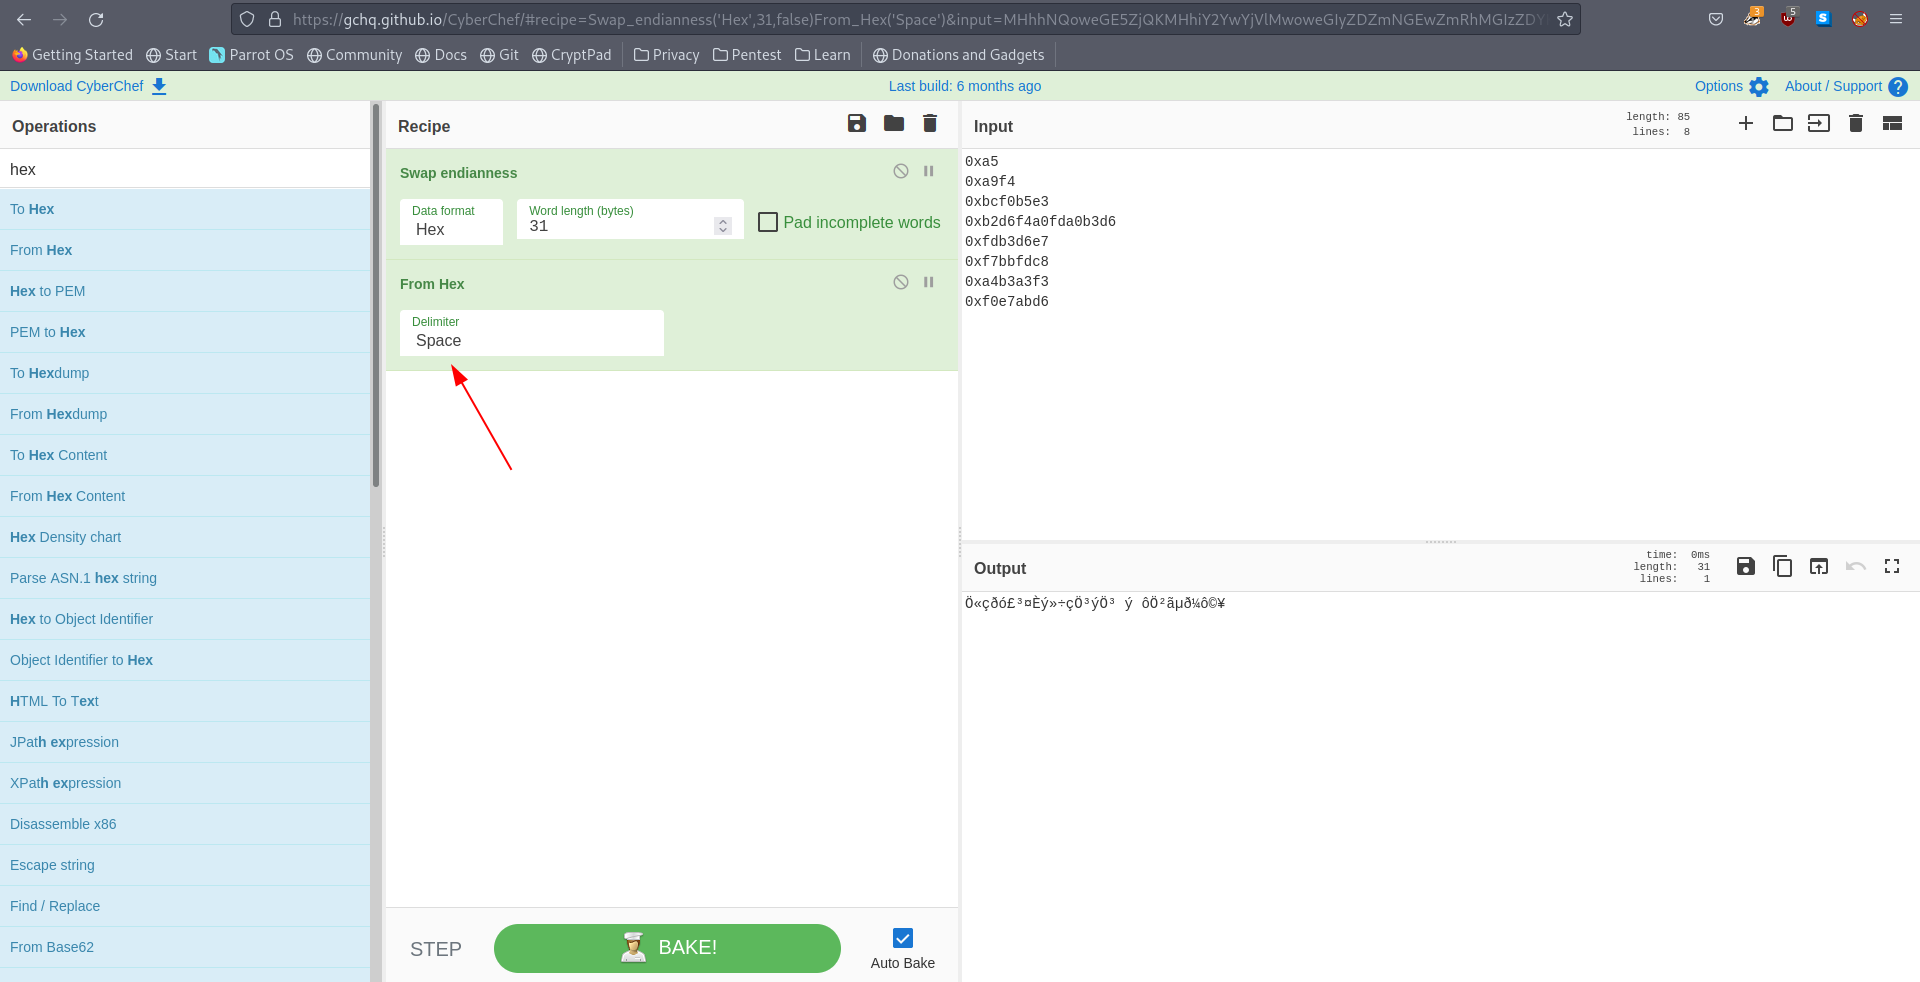 https://gchq.github.io/CyberChef/#recipe=Swap_endianness('Hex',31,false)From_Hex('Space')&input=MHhhNQoweGE5ZjQKMHhiY2YwYjVlMwoweGIyZDZmNGEwZmRhMGIzZDY
3
5
Getting Started
Start
Parrot OS
Community
Docs
Git
CryptPad
Privacy
Pentest
Learn
Donations and Gadgets
Download CyberChef
Last build: 6 months ago
Options
About / Support
Operations
hex
To Hex
From Hex
Hex to PEM
PEM to Hex
To Hexdump
From Hexdump
To Hex Content
From Hex Content
Hex Density chart
Parse ASN.1 hex string
Hex to Object Identifier
Object Identifier to Hex
HTML To Text
JPath expression
XPath expression
Disassemble x86
Escape string
Find / Replace
From Base62
Recipe
Swap endianness
Data format
Hex
Word length (bytes)
31
Pad incomplete words
From Hex
Delimiter
Space
STEP
BAKE!
Auto Bake
Input
length: 85
lines: 8
0xa5
0xa9f4
0xbcf0b5e3
0xb2d6f4a0fda0b3d6
0xfdb3d6e7
0xf7bbfdc8
0xa4b3a3f3
0xf0e7abd6
Output
time: 0ms
length: 31
lines: 1
Ö«çðó£³¤Èý»÷çÖ³ýÖ³ ý ôÖ²ãµð¼ô©¥